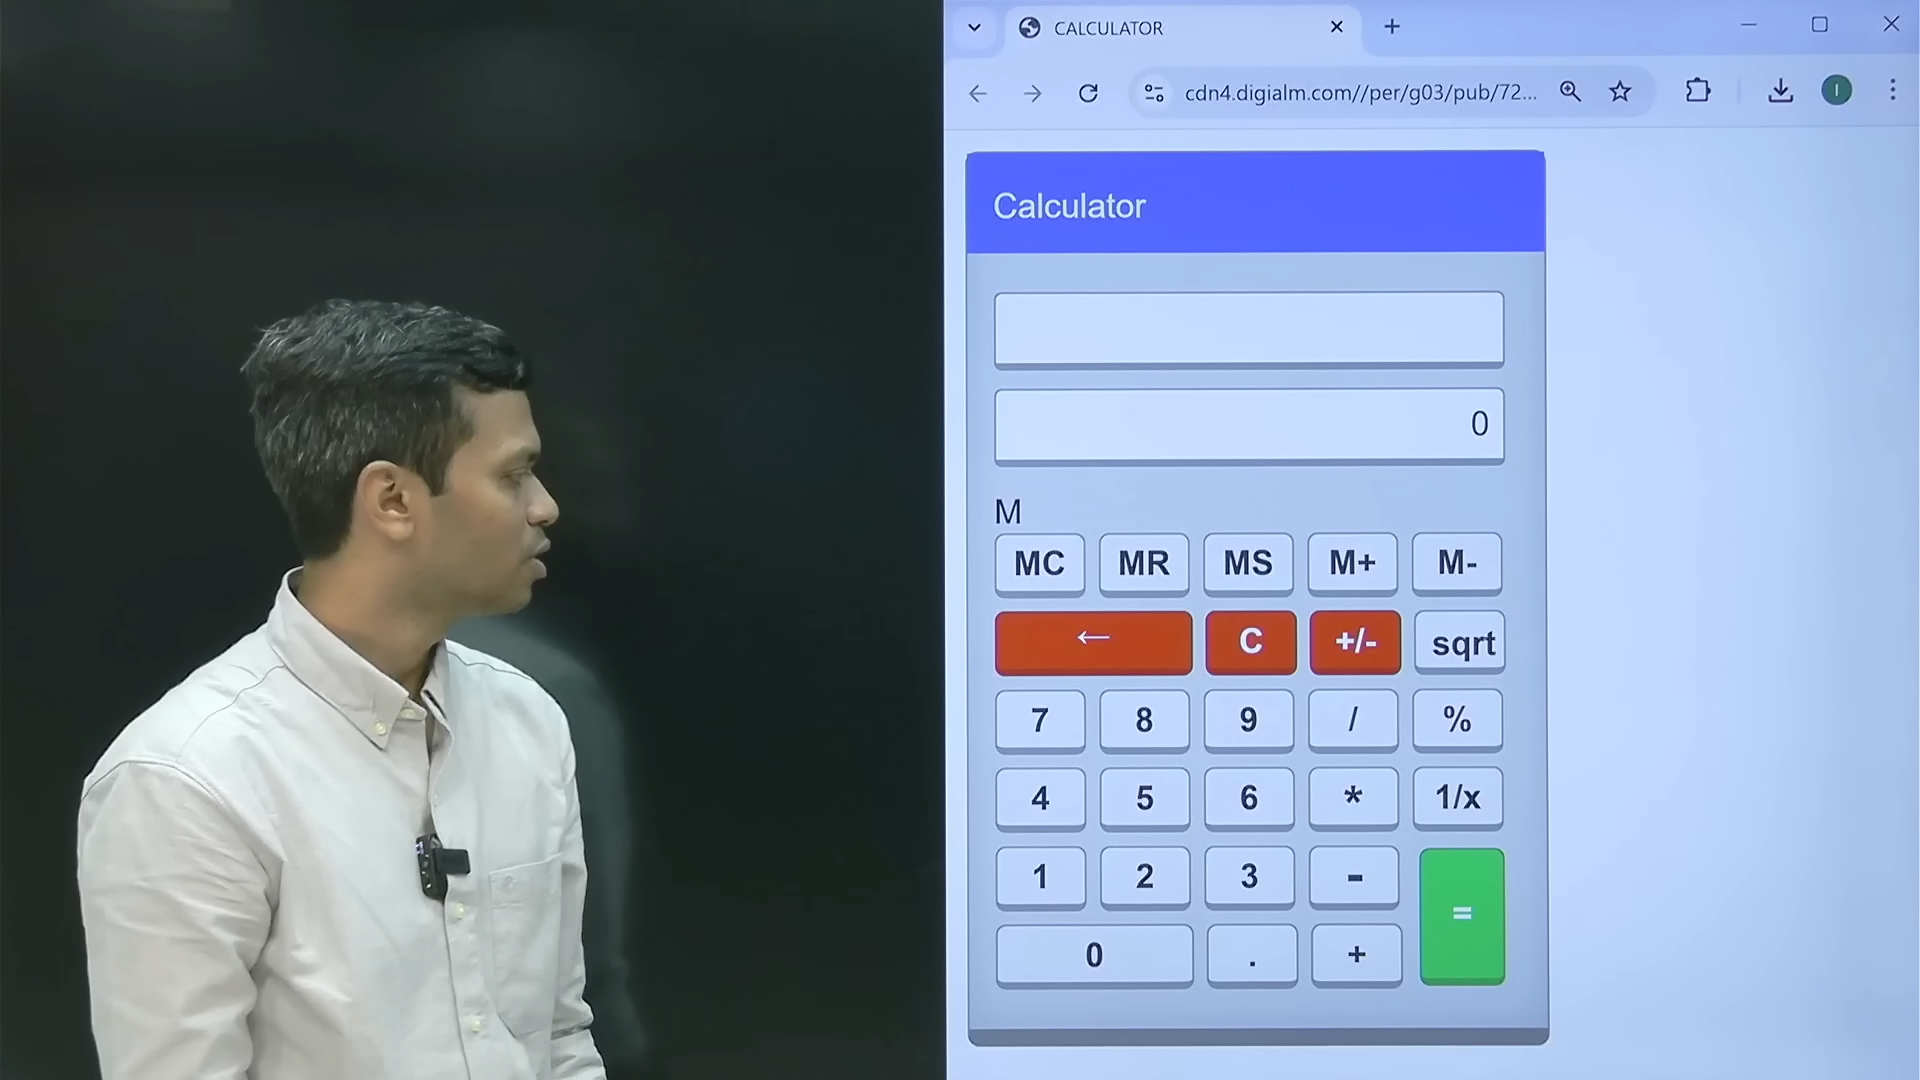 CALCULATOR
cdn4.digialm.com//per/g03/pub/72...
I
Calculator
0
M
MC MR MS M+ M-
← C +/- sqrt
7 8 9 / %
4 5 6 * 1/x
1 2 3 - =
0 . +